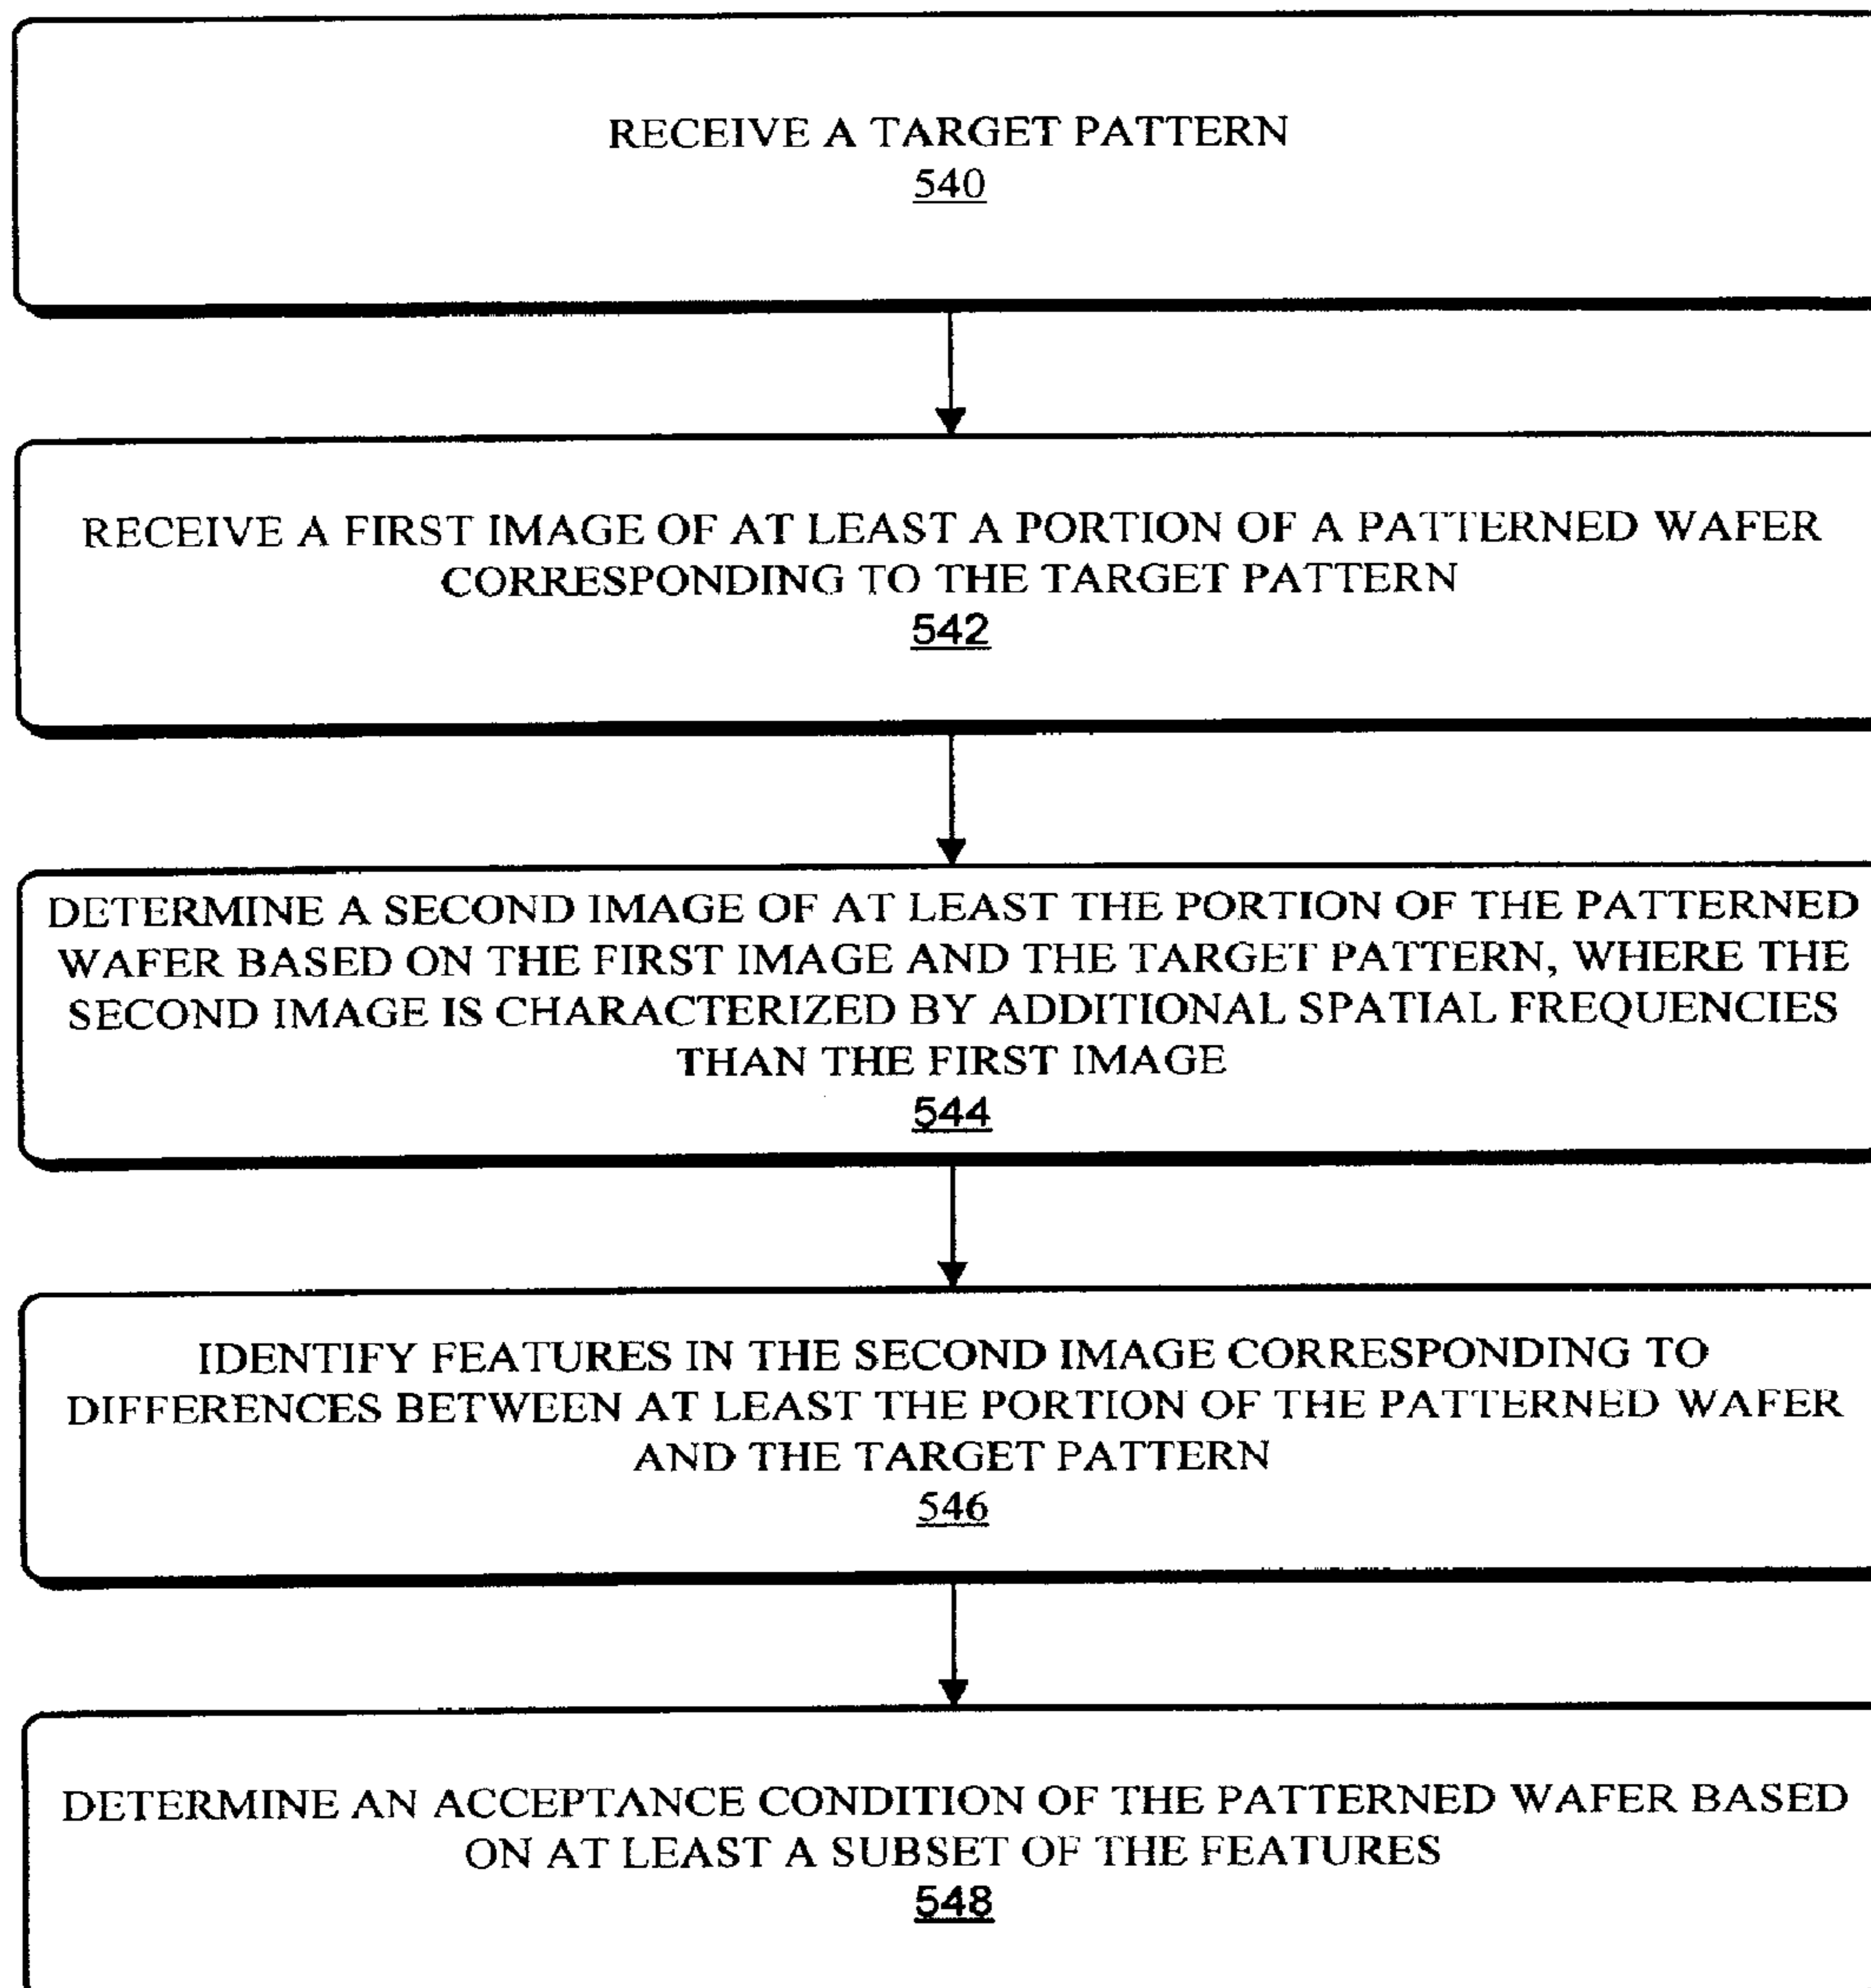 RECEIVE A TARGET PATTERN
540
RECEIVE A FIRST IMAGE OF AT LEAST A PORTION OF A PATTERNED WAFER
CORRESPONDING TO THE TARGET PATTERN
542
DETERMINE A SECOND IMAGE OF AT LEAST THE PORTION OF THE PATTERNED
WAFER BASED ON THE FIRST IMAGE AND THE TARGET PATTERN, WHERE THE
SECOND IMAGE IS CHARACTERIZED BY ADDITIONAL SPATIAL FREQUENCIES
THAN THE FIRST IMAGE
544
IDENTIFY FEATURES IN THE SECOND IMAGE CORRESPONDING TO
DIFFERENCES BETWEEN AT LEAST THE PORTION OF THE PATTERNED WAFER
AND THE TARGET PATTERN
546
DETERMINE AN ACCEPTANCE CONDITION OF THE PATTERNED WAFER BASED
ON AT LEAST A SUBSET OF THE FEATURES
548